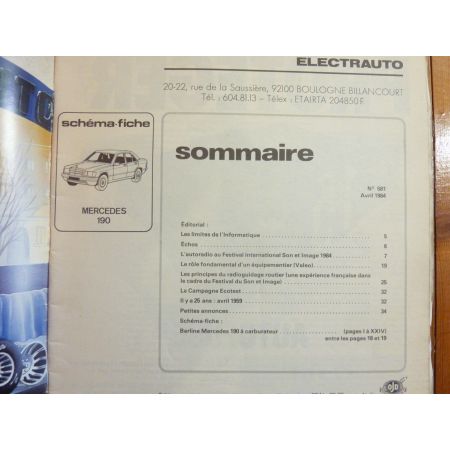 ELECTRAUTO
20-22, rue de la Saussière, 92100 BOULOGNE BILLANCOURT
Tél. : 604.81.13 – Télex : ETAIRTA 204850 F
schéma-fiche
MERCEDES
190
sommaire
N° 581
Avril 1984
Editorial :
Les limites de l'informatique 5
Échos 6
L'autoradio au Festival International Son et Image 1984 7
Le rôle fondamental d'un équipementier (Valeo) 19
Les principes du radioguidage routier (une expérience française dans
le cadre du Festival du Son et Image) 25
La Campagne Ecotest 32
Il y a 25 ans : avril 1959 32
Petites annonces 34
Schéma-fiche :
Berline Mercedes 190 à carburateur (pages I à XXIV)
entre les pages 18 et 19
OJD